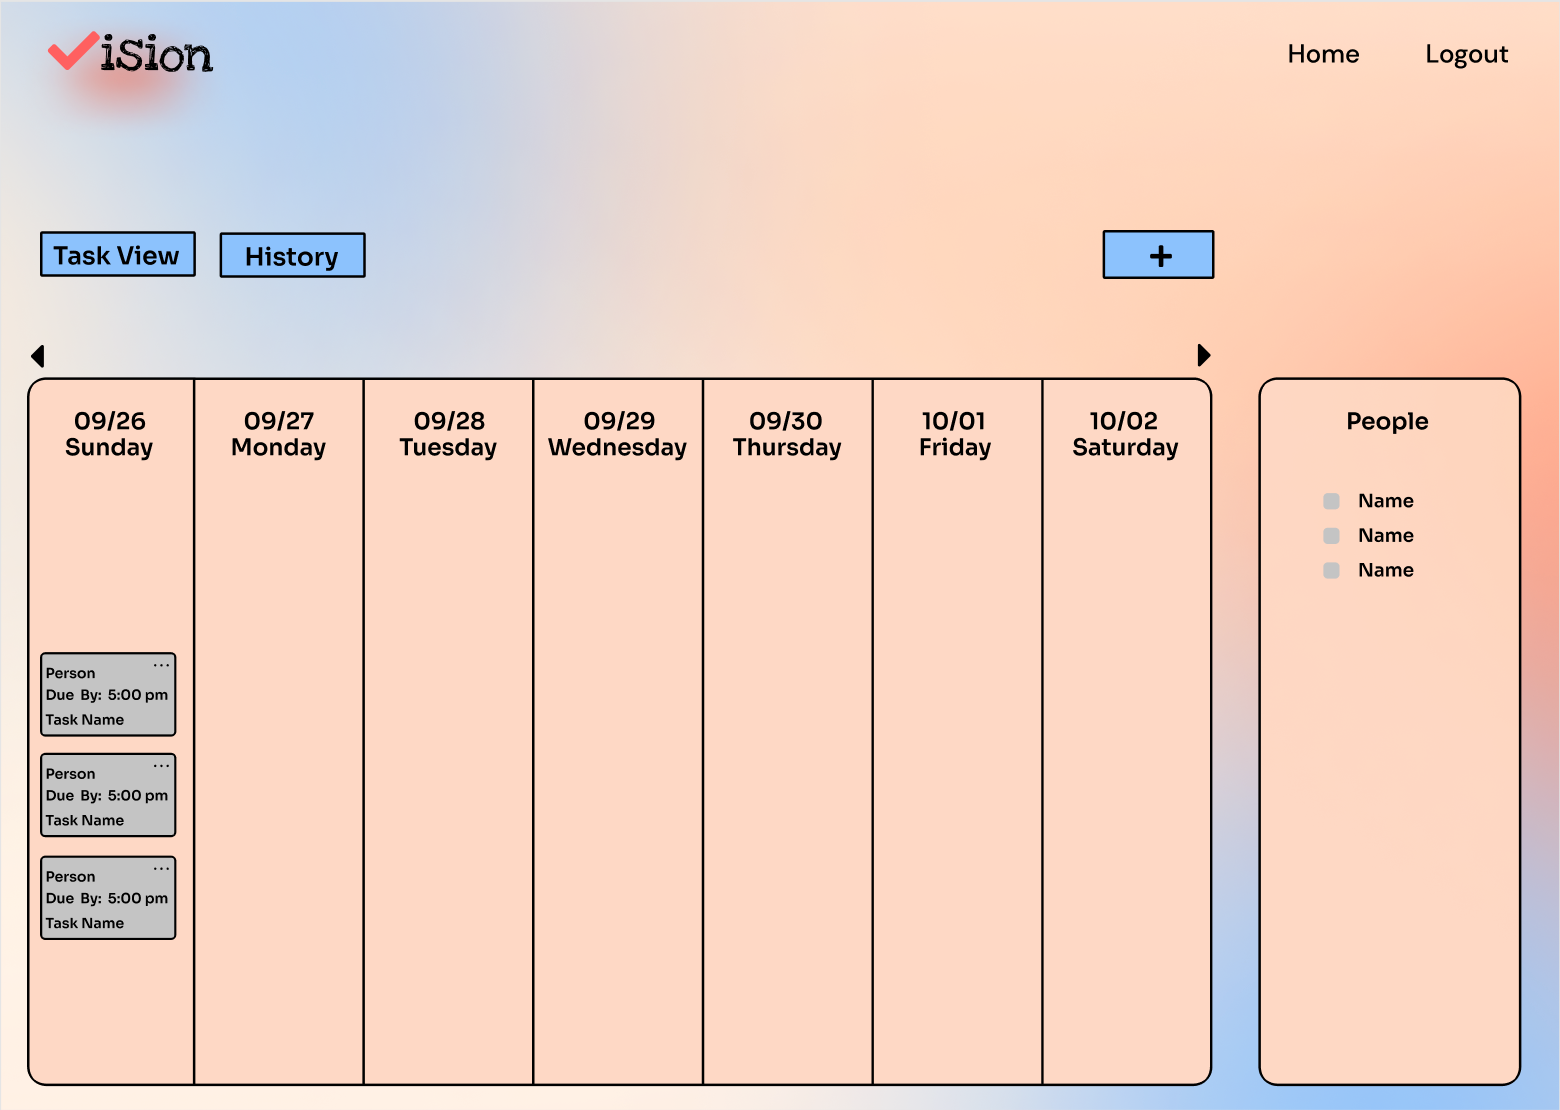 iSion
Home
Logout
Task View
History
+
09/26
Sunday
09/27
Monday
09/28
Tuesday
09/29
Wednesday
09/30
Thursday
10/01
Friday
10/02
Saturday
People
Name
Name
Name
...
Person
Due By: 5:00 pm
Task Name
...
Person
Due By: 5:00 pm
Task Name
...
Person
Due By: 5:00 pm
Task Name